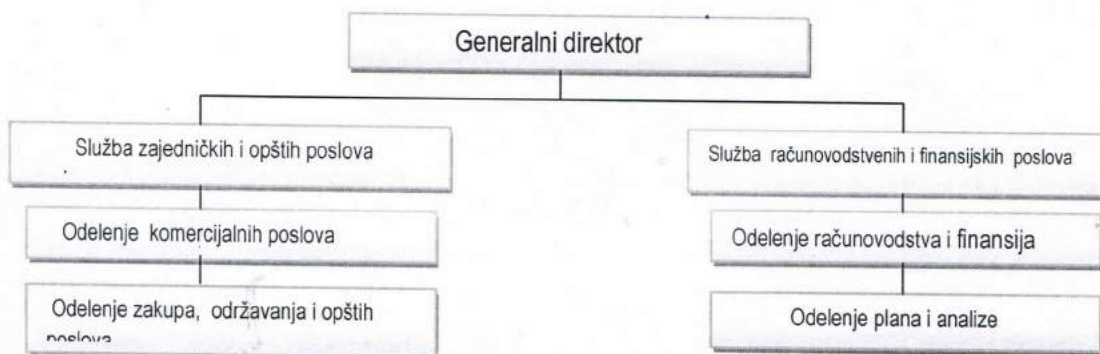 Generalni direktor
Služba zajedničkih i opštih poslova
Služba računovodstvenih i finansijskih poslova
Odelenje komercijalnih poslova
Odelenje računovodstva i finansija
Odelenje zakupa, održavanja i opštih
poslova
Odelenje plana i analize